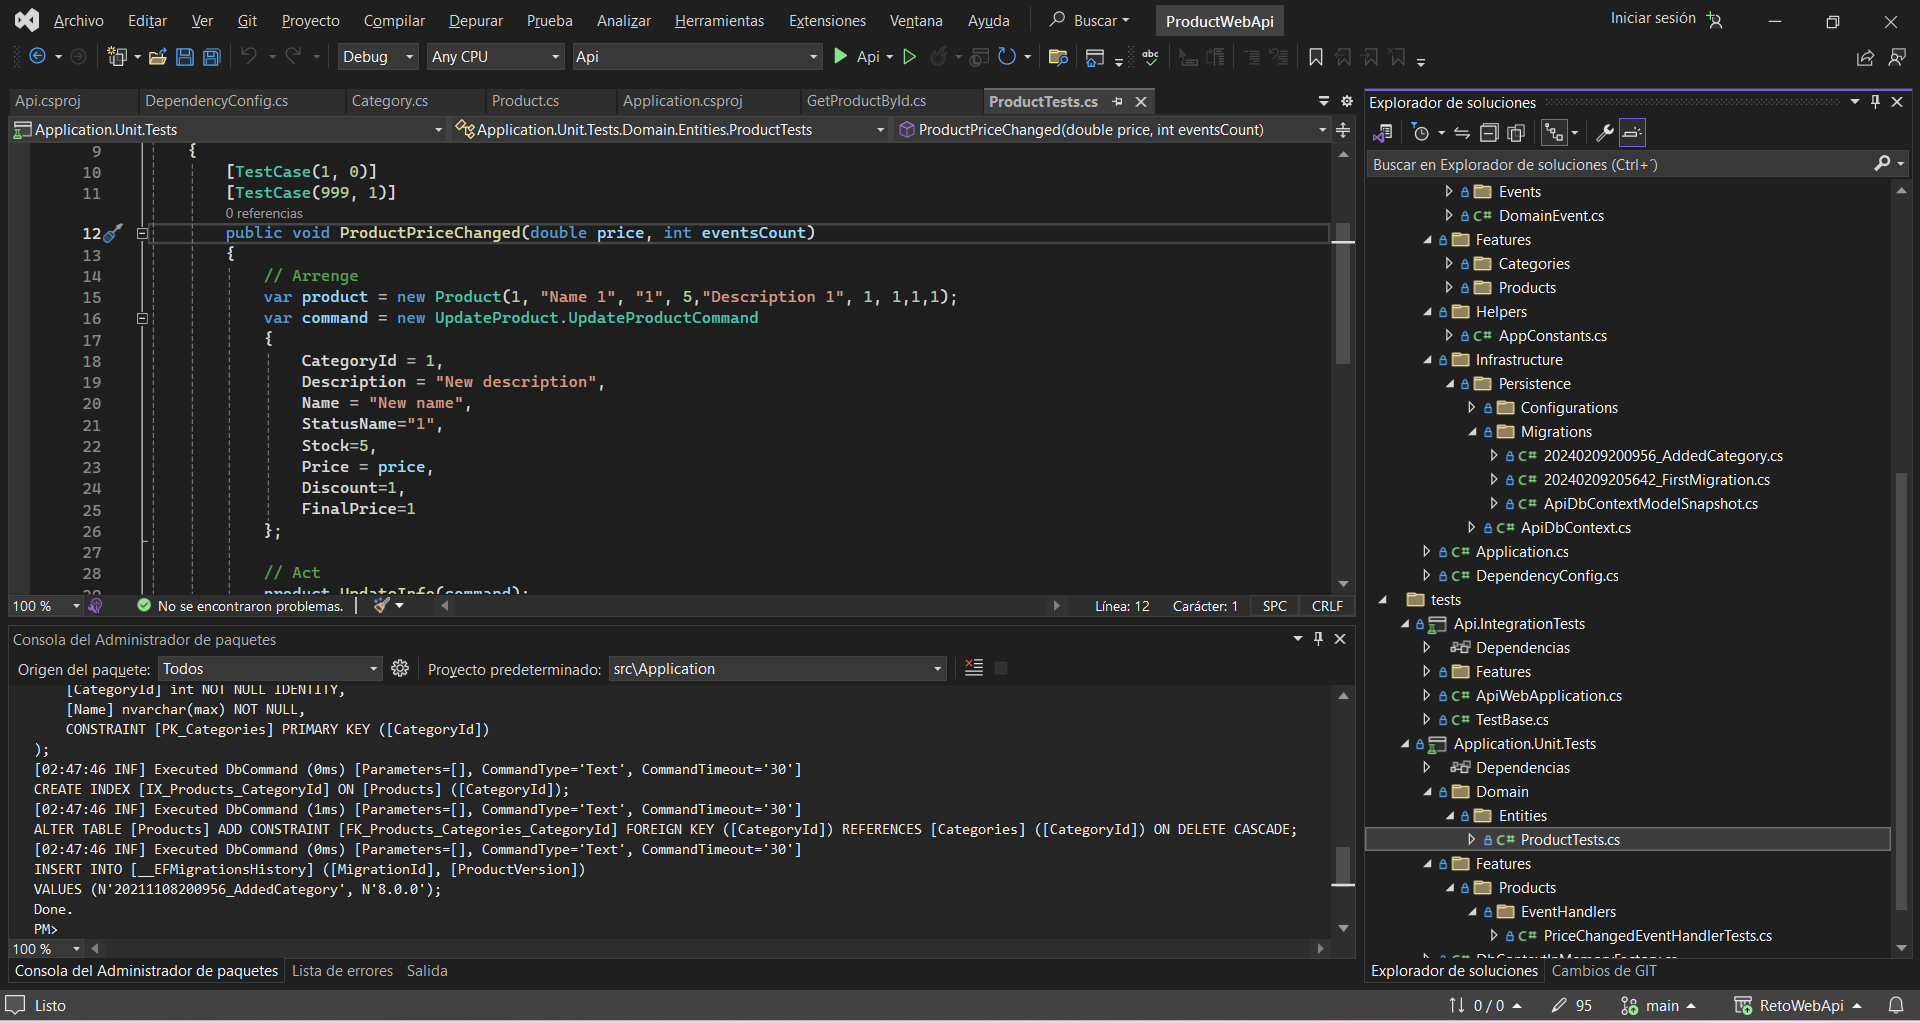 Archivo Editar Ver Git Proyecto Compilar Depurar Prueba Analizar Herramientas Extensiones Ventana Ayuda Buscar ProductWebApi Iniciar sesión
Debug Any CPU Api Api
Api.csproj DependencyConfig.cs Category.cs Product.cs Application.csproj GetProductById.cs ProductTests.cs
Application.Unit.Tests Application.Unit.Tests.Domain.Entities.ProductTests ProductPriceChanged(double price, int eventsCount)
9 {
10 [TestCase(1, 0)]
11 [TestCase(999, 1)]
0 referencias
12 public void ProductPriceChanged(double price, int eventsCount)
13 {
14 // Arrenge
15 var product = new Product(1, "Name 1", "1", 5,"Description 1", 1, 1,1,1);
16 var command = new UpdateProduct.UpdateProductCommand
17 {
18 CategoryId = 1,
19 Description = "New description",
20 Name = "New name",
21 StatusName="1",
22 Stock=5,
23 Price = price,
24 Discount=1,
25 FinalPrice=1
26 };
27
28 // Act
29 product.UpdateInfo(command);
100 % No se encontraron problemas. Línea: 12 Carácter: 1 SPC CRLF
Consola del Administrador de paquetes
Origen del paquete: Todos Proyecto predeterminado: src\Application
[CategoryId] int NOT NULL IDENTITY,
[Name] nvarchar(max) NOT NULL,
CONSTRAINT [PK_Categories] PRIMARY KEY ([CategoryId])
);
[02:47:46 INF] Executed DbCommand (0ms) [Parameters=[], CommandType='Text', CommandTimeout='30']
CREATE INDEX [IX_Products_CategoryId] ON [Products] ([CategoryId]);
[02:47:46 INF] Executed DbCommand (1ms) [Parameters=[], CommandType='Text', CommandTimeout='30']
ALTER TABLE [Products] ADD CONSTRAINT [FK_Products_Categories_CategoryId] FOREIGN KEY ([CategoryId]) REFERENCES [Categories] ([CategoryId]) ON DELETE CASCADE;
[02:47:46 INF] Executed DbCommand (0ms) [Parameters=[], CommandType='Text', CommandTimeout='30']
INSERT INTO [__EFMigrationsHistory] ([MigrationId], [ProductVersion])
VALUES (N'20211108200956_AddedCategory', N'8.0.0');
Done.
PM>
100 %
Consola del Administrador de paquetes Lista de errores Salida
Explorador de soluciones
Buscar en Explorador de soluciones (Ctrl+´)
Events
C# DomainEvent.cs
Features
Categories
Products
Helpers
C# AppConstants.cs
Infrastructure
Persistence
Configurations
Migrations
C# 20240209200956_AddedCategory.cs
C# 20240209205642_FirstMigration.cs
C# ApiDbContextModelSnapshot.cs
C# ApiDbContext.cs
C# Application.cs
C# DependencyConfig.cs
tests
Api.IntegrationTests
Dependencias
Features
C# ApiWebApplication.cs
C# TestBase.cs
Application.Unit.Tests
Dependencias
Domain
Entities
C# ProductTests.cs
Features
Products
EventHandlers
C# PriceChangedEventHandlerTests.cs
C# DbContextInMemoryFactory.cs
Explorador de soluciones Cambios de GIT
Listo 0 / 0 95 main RetoWebApi